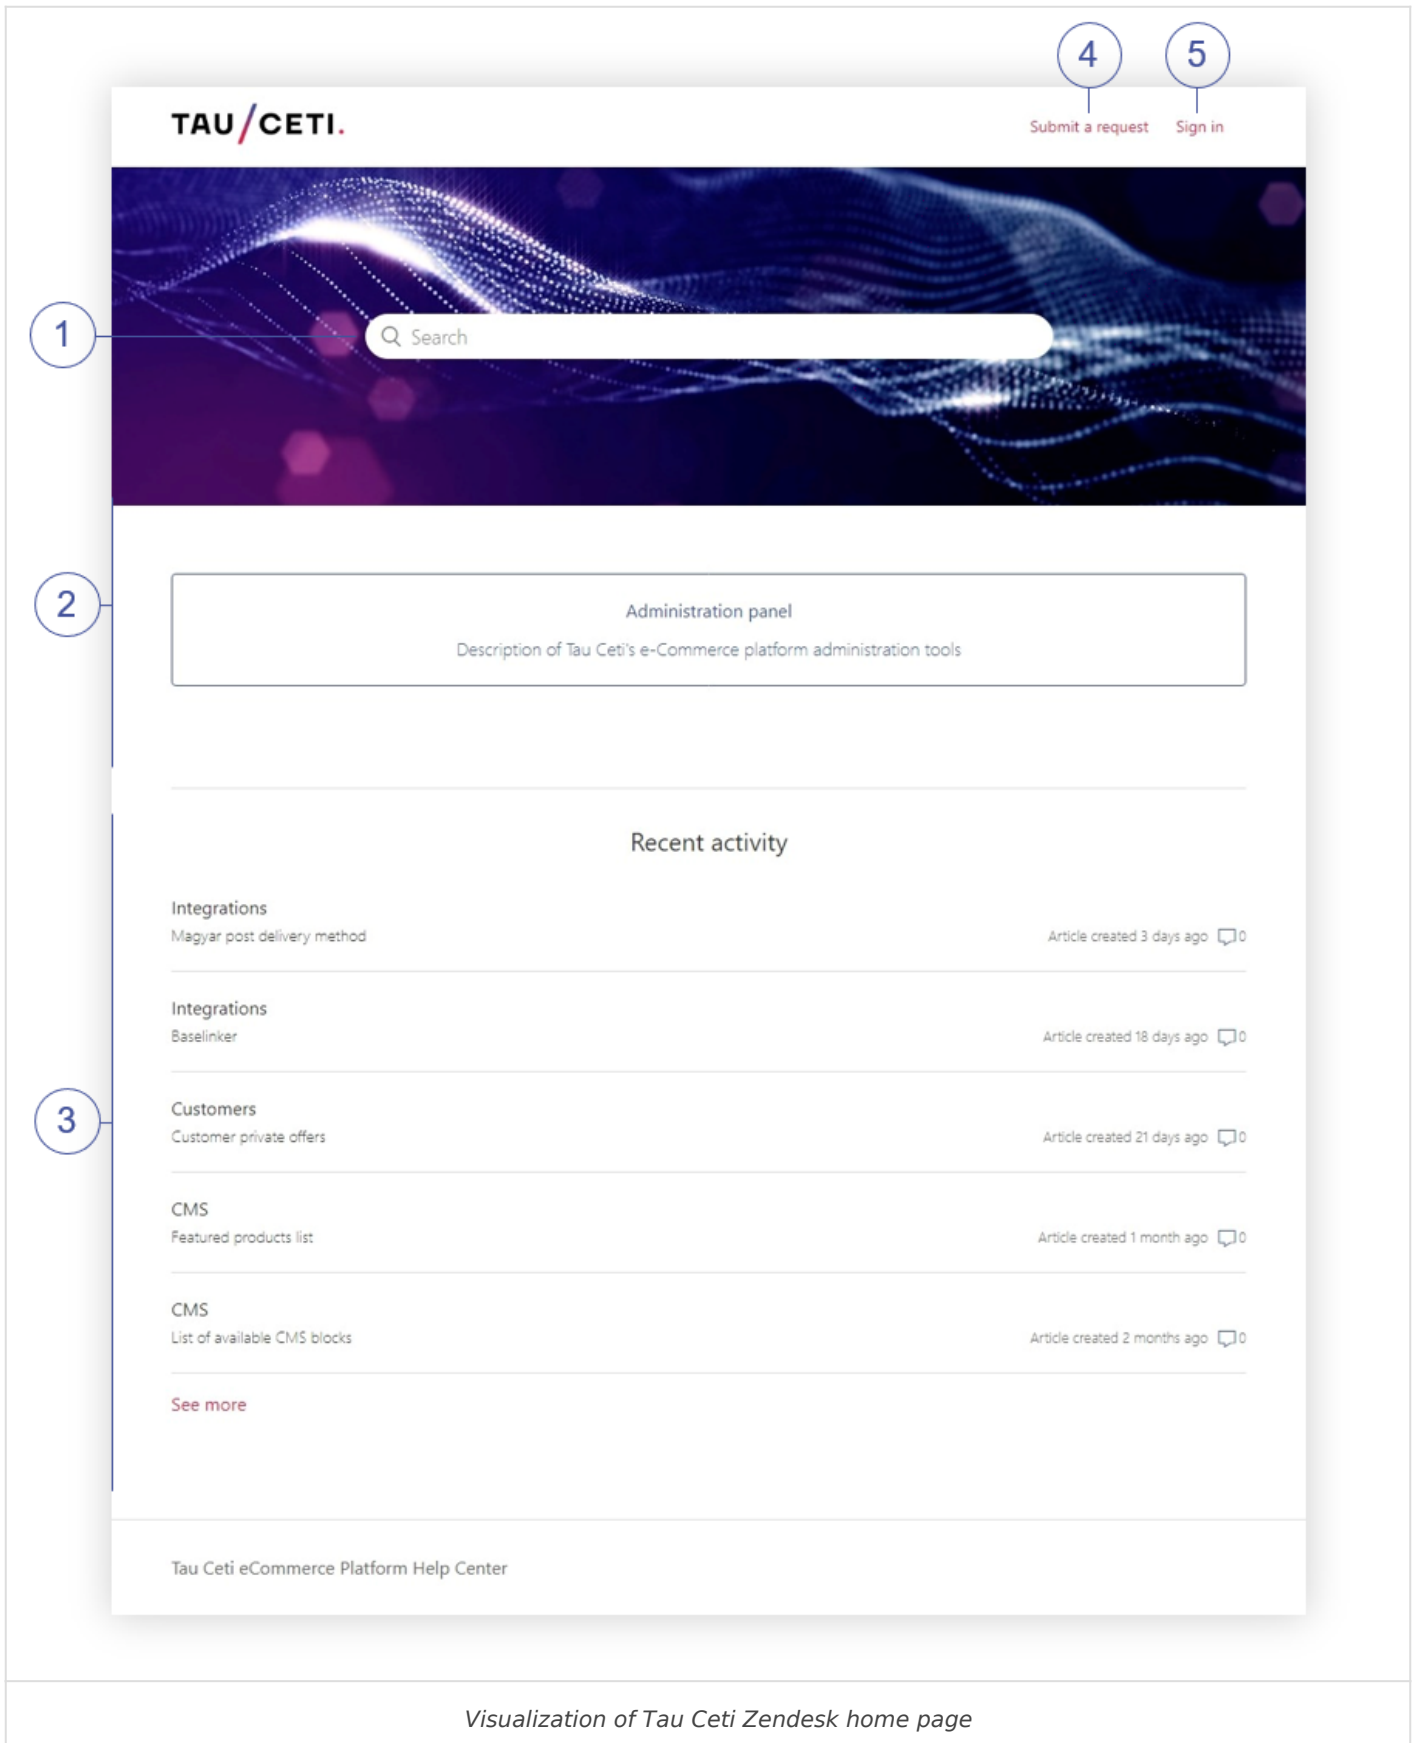 4 5
TAU/CETI.
Submit a request Sign in
1
Search
2
Administration panel
Description of Tau Ceti's e-Commerce platform administration tools
Recent activity
Integrations
Magyar post delivery method Article created 3 days ago 0
Integrations
Baselinker Article created 18 days ago 0
3
Customers
Customer private offers Article created 21 days ago 0
CMS
Featured products list Article created 1 month ago 0
CMS
List of available CMS blocks Article created 2 months ago 0
See more
Tau Ceti eCommerce Platform Help Center
Visualization of Tau Ceti Zendesk home page